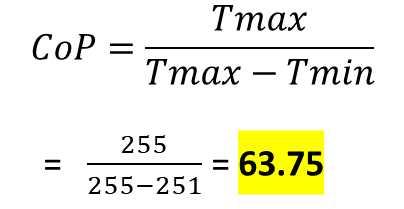 CoP = Tmax / Tmax − Tmin
= 255 / 255−251 = 63.75